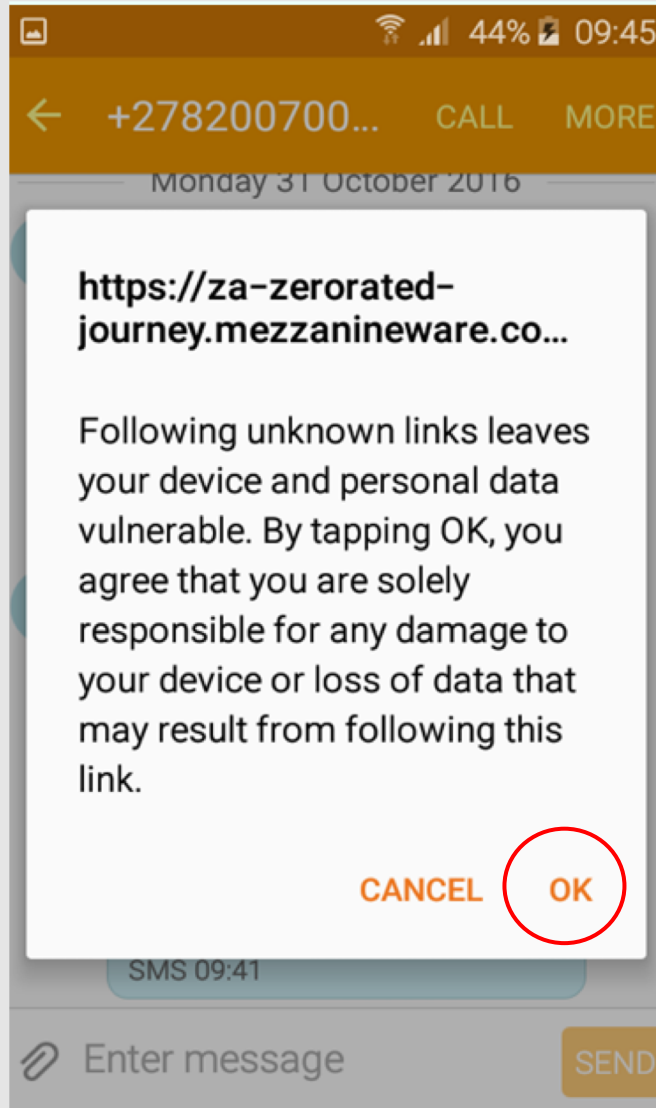 44% 09:45
+278200700... CALL MORE
Monday 31 October 2016
https://za-zerorated-
journey.mezzanineware.co...
Following unknown links leaves
your device and personal data
vulnerable. By tapping OK, you
agree that you are solely
responsible for any damage to
your device or loss of data that
may result from following this
link.
CANCEL OK
SMS 09:41
Enter message SEND